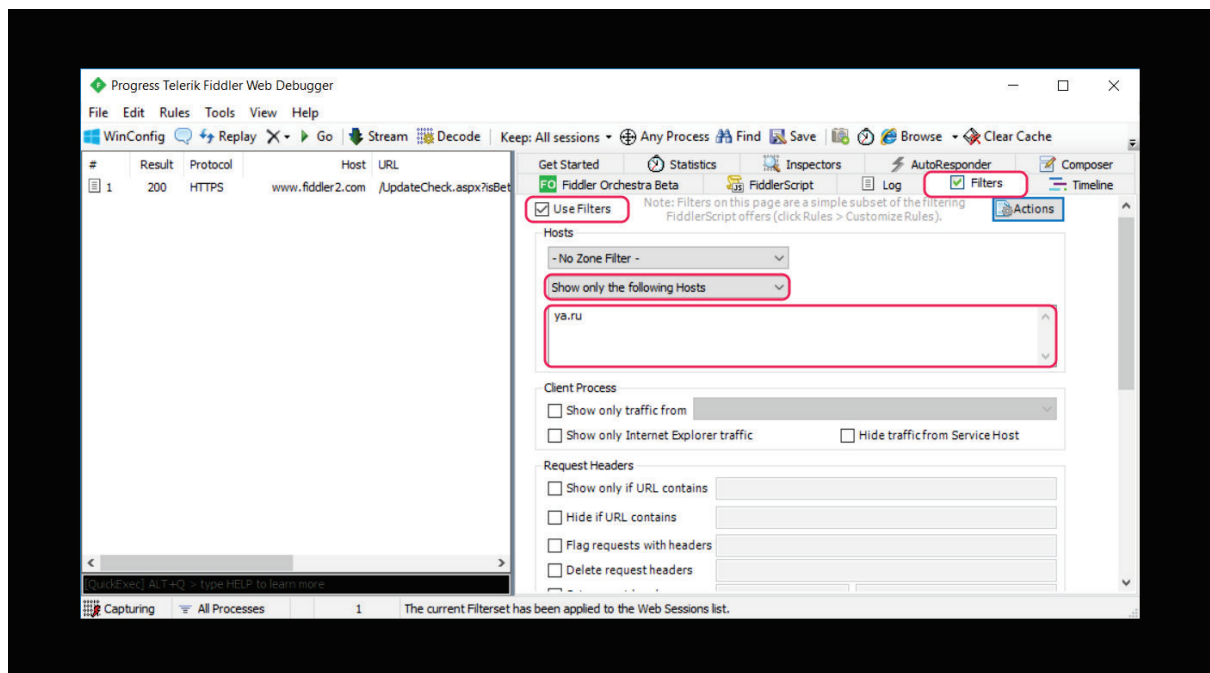 Progress Telerik Fiddler Web Debugger
File Edit Rules Tools View Help
WinConfig Replay Go Stream Decode Keep: All sessions Any Process Find Save Browse Clear Cache
# Result Protocol Host URL
1 200 HTTPS www.fiddler2.com /UpdateCheck.aspx?isBet
Get Started Statistics Inspectors AutoResponder Composer
FO Fiddler Orchestra Beta FiddlerScript Log Filters Timeline
Use Filters Note: Filters on this page are a simple subset of the filtering Actions
FiddlerScript offers (click Rules > Customize Rules).
Hosts
- No Zone Filter -
Show only the following Hosts
ya.ru
Client Process
Show only traffic from
Show only Internet Explorer traffic Hide traffic from Service Host
Request Headers
Show only if URL contains
Hide if URL contains
Flag requests with headers
Delete request headers
[QuickExec] ALT+Q > type HELP to learn more
Capturing All Processes 1 The current Filterset has been applied to the Web Sessions list.